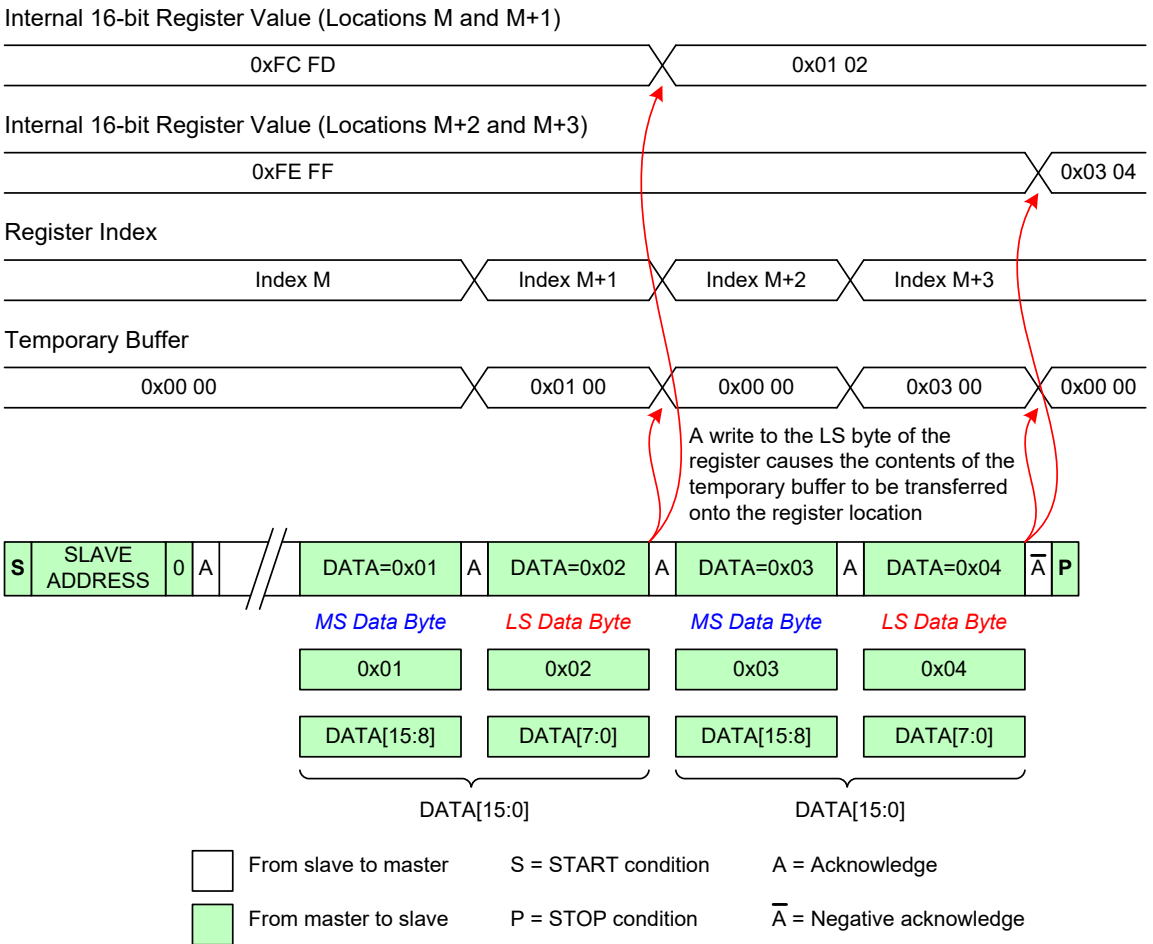 Internal 16-bit Register Value (Locations M and M+1)
0xFC FD 0x01 02
Internal 16-bit Register Value (Locations M+2 and M+3)
0xFE FF 0x03 04
Register Index
Index M Index M+1 Index M+2 Index M+3
Temporary Buffer
0x00 00 0x01 00 0x00 00 0x03 00 0x00 00
A write to the LS byte of the
register causes the contents of the
temporary buffer to be transferred
onto the register location
S SLAVE ADDRESS 0 A DATA=0x01 A DATA=0x02 A DATA=0x03 A DATA=0x04 A̅ P
MS Data Byte LS Data Byte MS Data Byte LS Data Byte
0x01 0x02 0x03 0x04
DATA[15:8] DATA[7:0] DATA[15:8] DATA[7:0]
DATA[15:0] DATA[15:0]
From slave to master S = START condition A = Acknowledge
From master to slave P = STOP condition A̅ = Negative acknowledge